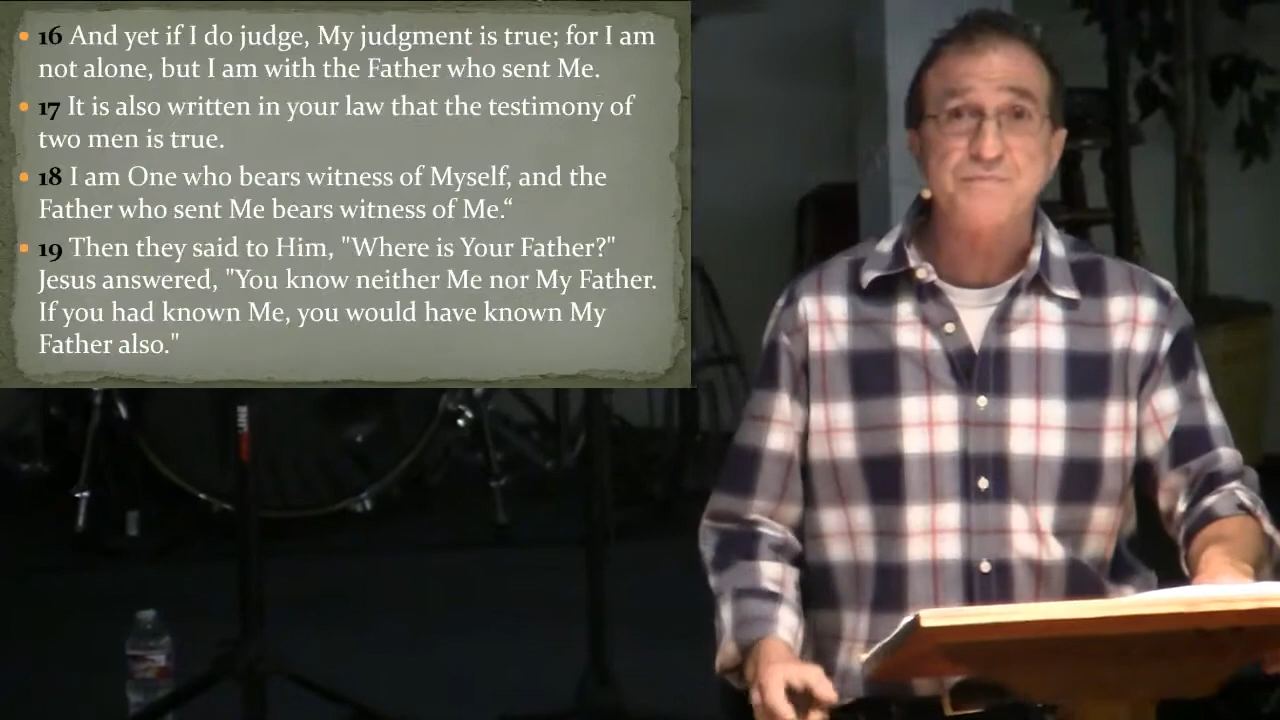 • 16 And yet if I do judge, My judgment is true; for I am
not alone, but I am with the Father who sent Me.
• 17 It is also written in your law that the testimony of
two men is true.
• 18 I am One who bears witness of Myself, and the
Father who sent Me bears witness of Me.“
• 19 Then they said to Him, "Where is Your Father?"
Jesus answered, "You know neither Me nor My Father.
If you had known Me, you would have known My
Father also."